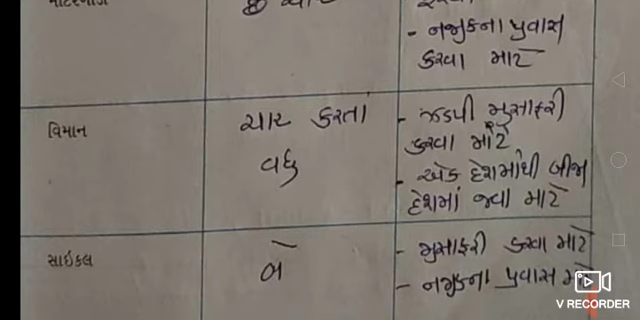 - નજીકના પ્રવાસ
કરવા માટે
વિમાન
ચાર કરતાં
વધુ
- ઝડપી મુસાફરી
કરવા માટે
- એક દેશમાંથી બીજા
દેશમાં જવા માટે
સાઇકલ
બે
- મુસાફરી કરવા માટે
- નજીકના પ્રવાસ માટે
V RECORDER